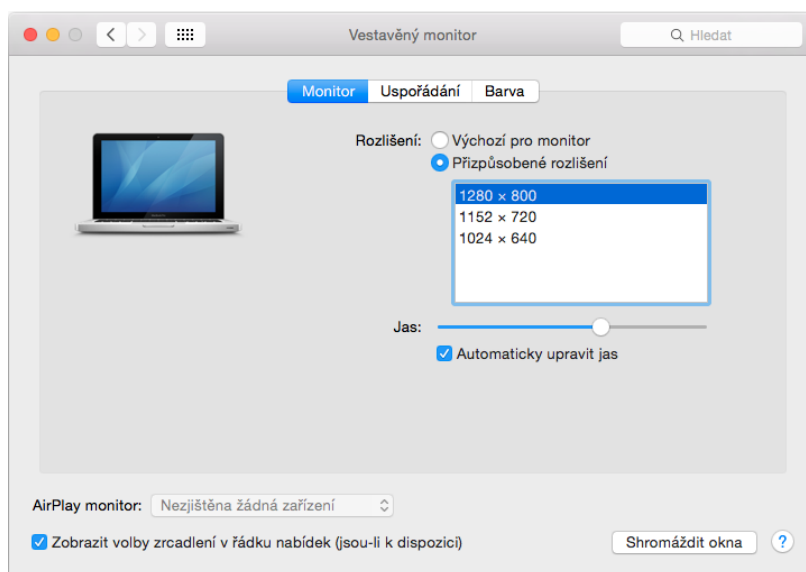 Vestavěný monitor
Hledat
Monitor Uspořádání Barva
Rozlišení: Výchozí pro monitor
Přizpůsobené rozlišení
1280 × 800
1152 × 720
1024 × 640
Jas:
Automaticky upravit jas
AirPlay monitor: Nezjištěna žádná zařízení
Zobrazit volby zrcadlení v řádku nabídek (jsou-li k dispozici)
Shromáždit okna ?